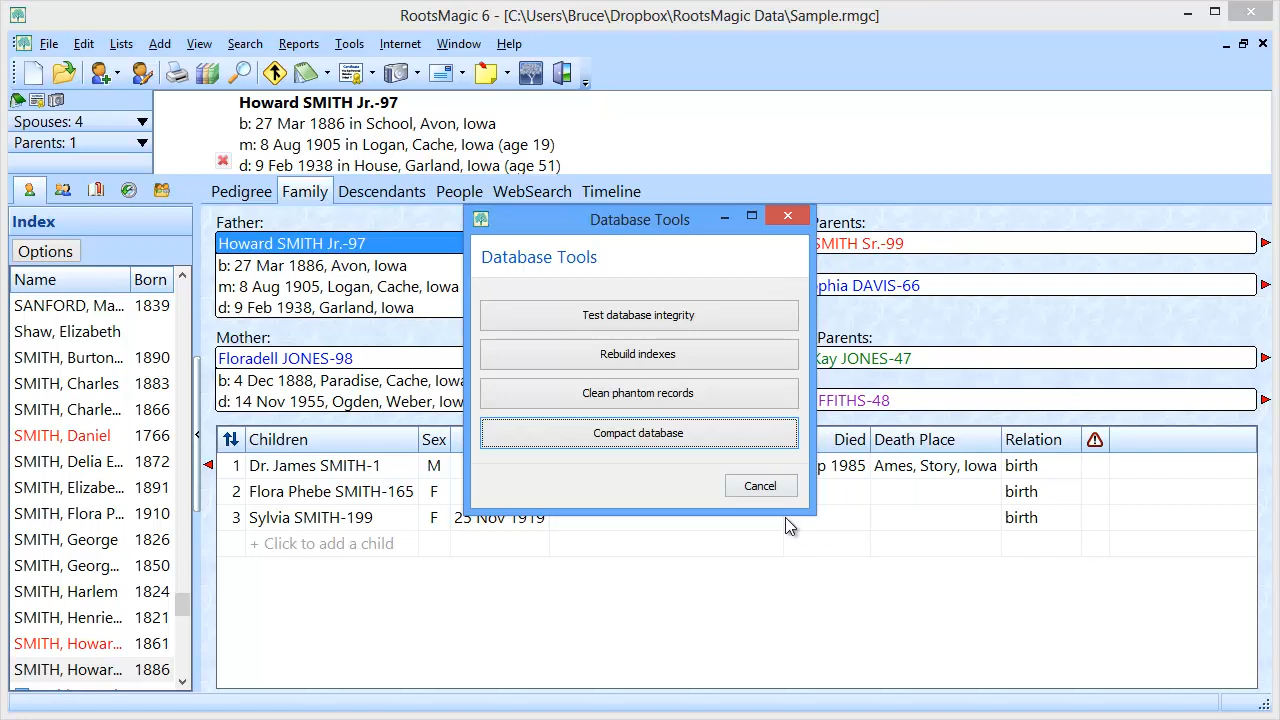 RootsMagic 6 - [C:\Users\Bruce\Dropbox\RootsMagic Data\Sample.rmgc]
File Edit Lists Add View Search Reports Tools Internet Window Help
Howard SMITH Jr.-97
b: 27 Mar 1886 in School, Avon, Iowa
m: 8 Aug 1905 in Logan, Cache, Iowa (age 19)
d: 9 Feb 1938 in House, Garland, Iowa (age 51)
Spouses: 4
Parents: 1
Pedigree Family Descendants People WebSearch Timeline
Index
Options
Name Born
SANFORD, Ma... 1839
Shaw, Elizabeth
SMITH, Burton... 1890
SMITH, Charles 1883
SMITH, Charle... 1866
SMITH, Daniel 1766
SMITH, Delia E... 1872
SMITH, Elizabe... 1891
SMITH, Flora P... 1910
SMITH, George 1826
SMITH, Georg... 1850
SMITH, Harlem 1824
SMITH, Henrie... 1821
SMITH, Howar... 1861
SMITH, Howar... 1886
Father:
Howard SMITH Jr.-97
b: 27 Mar 1886, Avon, Iowa
m: 8 Aug 1905, Logan, Cache, Iowa
d: 9 Feb 1938, Garland, Iowa
Mother:
Floradell JONES-98
b: 4 Dec 1888, Paradise, Cache, Iowa
d: 14 Nov 1955, Ogden, Weber, Iow
Parents:
SMITH Sr.-99
phia DAVIS-66
Parents:
Kay JONES-47
FFITHS-48
Database Tools
Database Tools
Test database integrity
Rebuild indexes
Clean phantom records
Compact database
Cancel
Children Sex Died Death Place Relation
1 Dr. James SMITH-1 M p 1985 Ames, Story, Iowa birth
2 Flora Phebe SMITH-165 F birth
3 Sylvia SMITH-199 F 25 Nov 1919 birth
+ Click to add a child